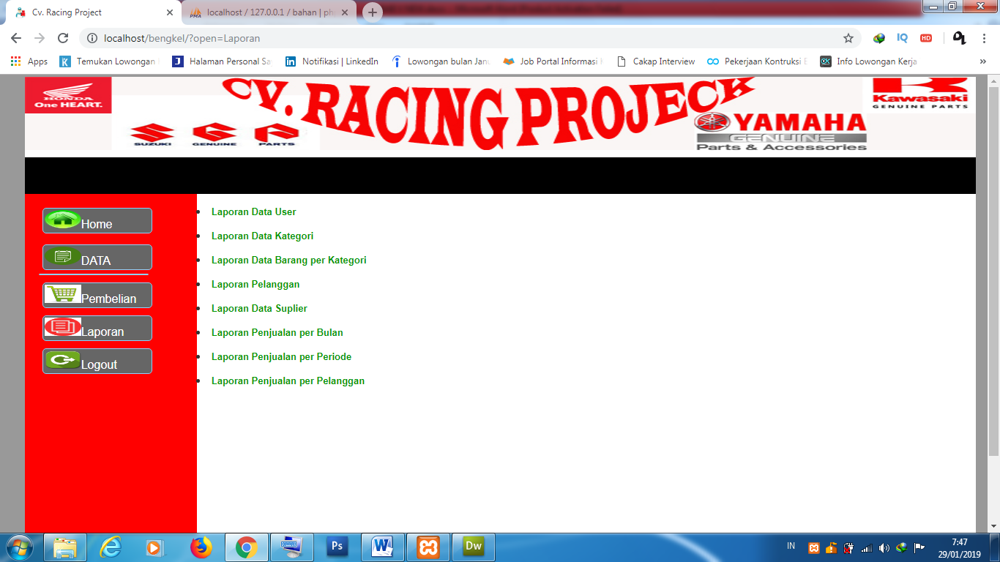 Cv. Racing Project
localhost / 127.0.0.1 / bahan | ph
localhost/bengkel/?open=Laporan
IQ
HD
Apps
Temukan Lowongan
Halaman Personal Sa
Notifikasi | LinkedIn
Lowongan bulan Janu
Job Portal Informasi
Cakap Interview
Pekerjaan Kontruksi
Info Lowongan Kerja
»
HONDA
One HEART.
CV. RACING PROJECK
SUZUKI GENUINE PARTS
YAMAHA
GENUINE
Parts & Accessories
Kawasaki
GENUINE PARTS
Home
DATA
Pembelian
Laporan
Logout
Laporan Data User
Laporan Data Kategori
Laporan Data Barang per Kategori
Laporan Pelanggan
Laporan Data Suplier
Laporan Penjualan per Bulan
Laporan Penjualan per Periode
Laporan Penjualan per Pelanggan
Ps
W
Dw
IN
7:47
29/01/2019